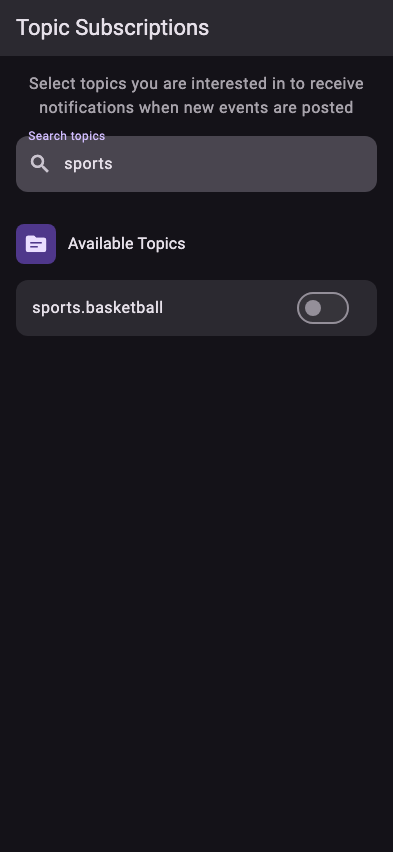 Topic Subscriptions
Select topics you are interested in to receive
notifications when new events are posted
Search topics
sports
Available Topics
sports.basketball